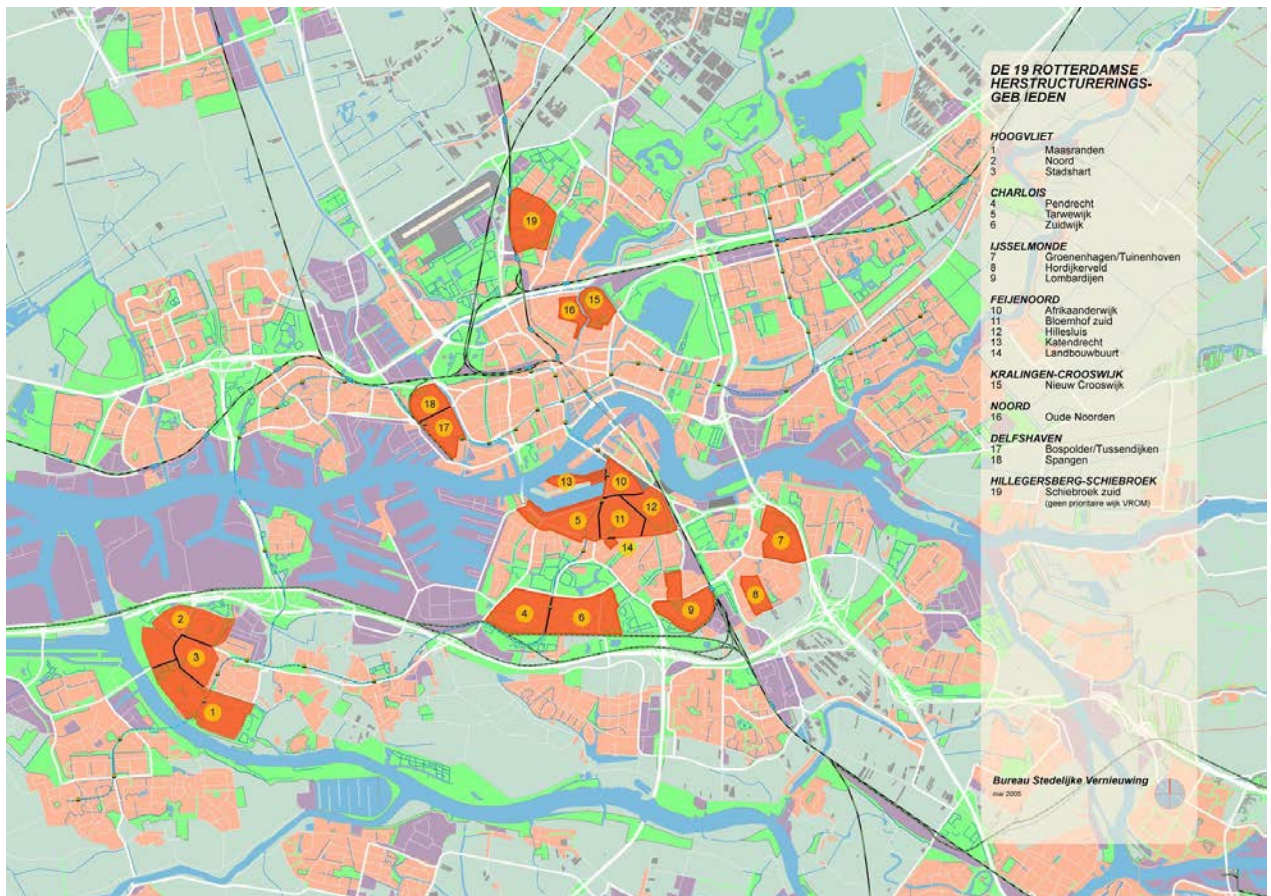 DE 19 ROTTERDAMSE
HERSTRUCTURERINGS-
GEB IEDEN
HOOGVLIET
1 Maasranden
2 Noord
3 Stadshart
CHARLOIS
4 Pendrecht
5 Tarwewijk
6 Zuidwijk
IJSSELMONDE
7 Groenenhagen/Tuinenhoven
8 Hordijkerveld
9 Lombardijen
FEIJENOORD
10 Afrikaanderwijk
11 Bloemhof zuid
12 Hillesluis
13 Katendrecht
14 Landbouwbuurt
KRALINGEN-CROOSWIJK
15 Nieuw Crooswijk
NOORD
16 Oude Noorden
DELFSHAVEN
17 Bospolder/Tussendijken
18 Spangen
HILLEGERSBERG-SCHIEBROEK
19 Schiebroek zuid
(geen prioritaire wijk VROM)
Bureau Stedelijke Vernieuwing
mei 2005
19
15
16
18
17
13
10
12
5
11
14
7
8
9
4
6
2
3
1